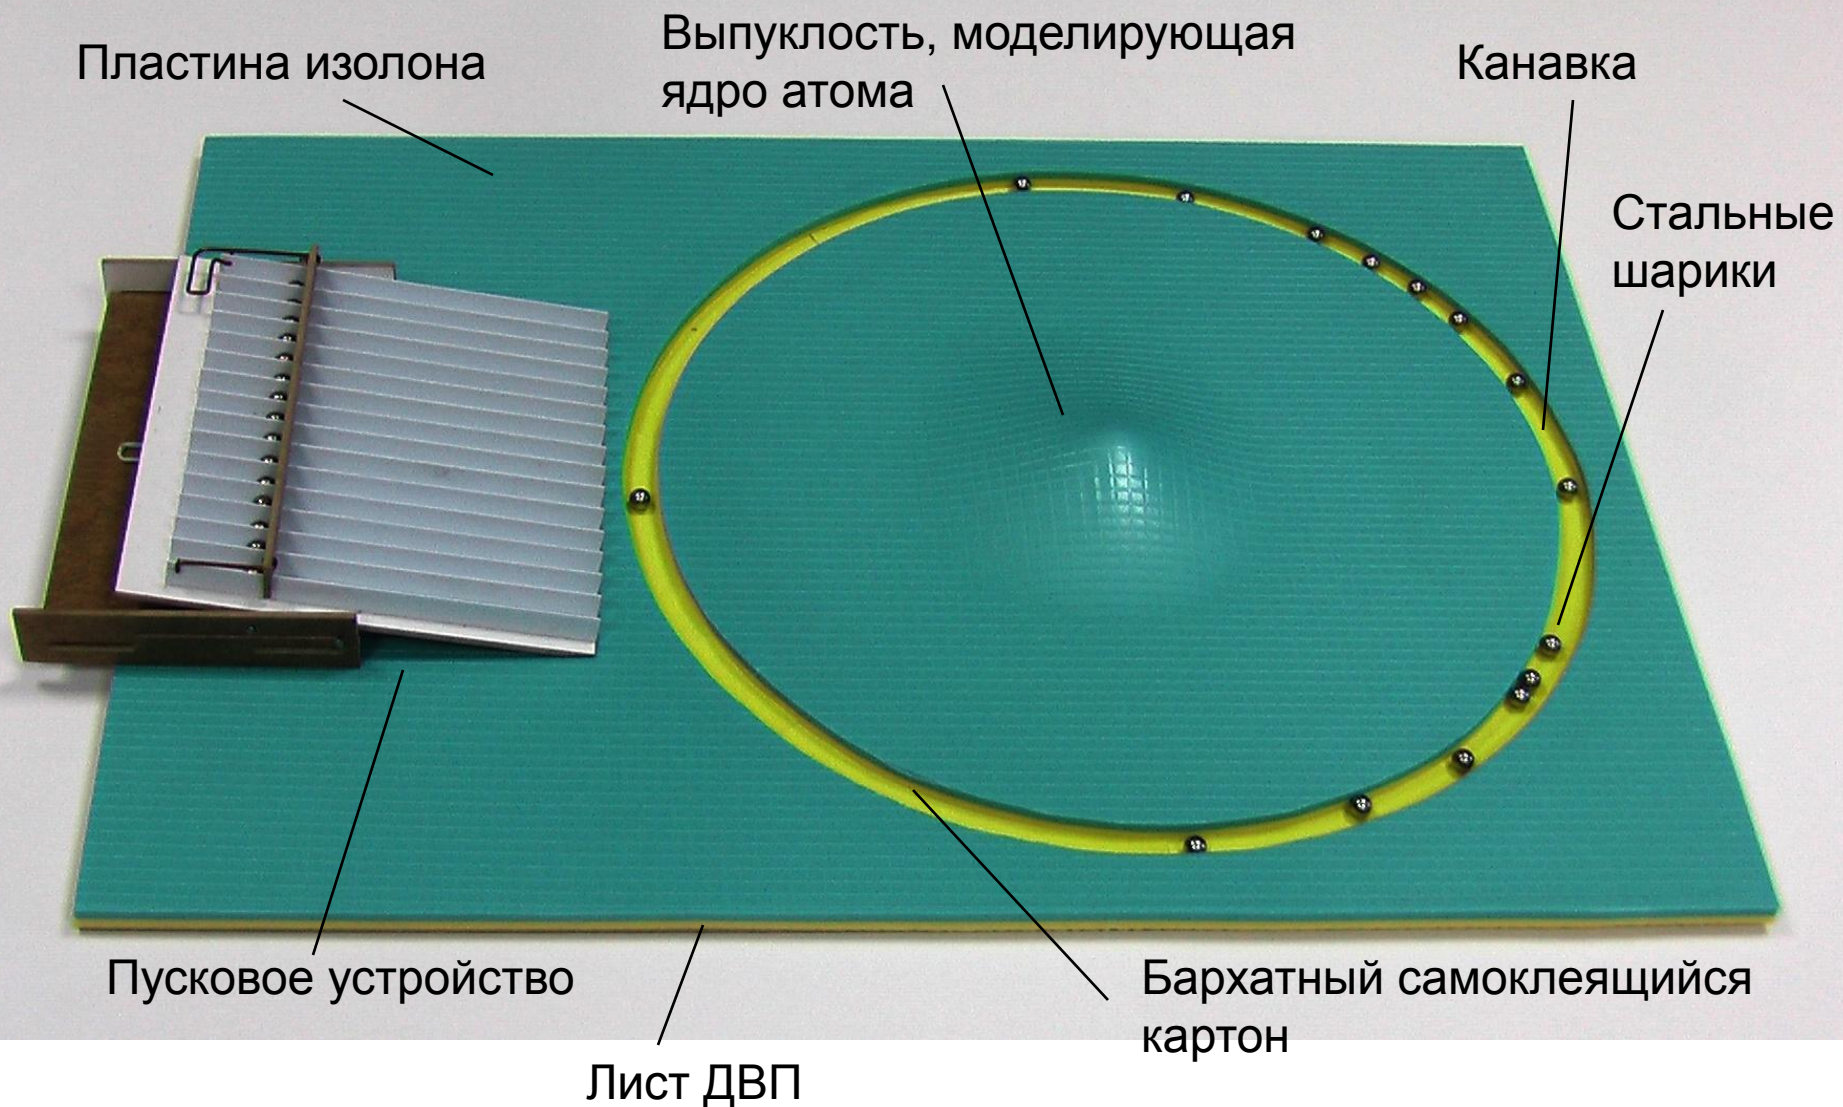 Пластина изолона
Выпуклость, моделирующая
ядро атома
Канавка
Стальные
шарики
Пусковое устройство
Бархатный самоклеящийся
картон
Лист ДВП